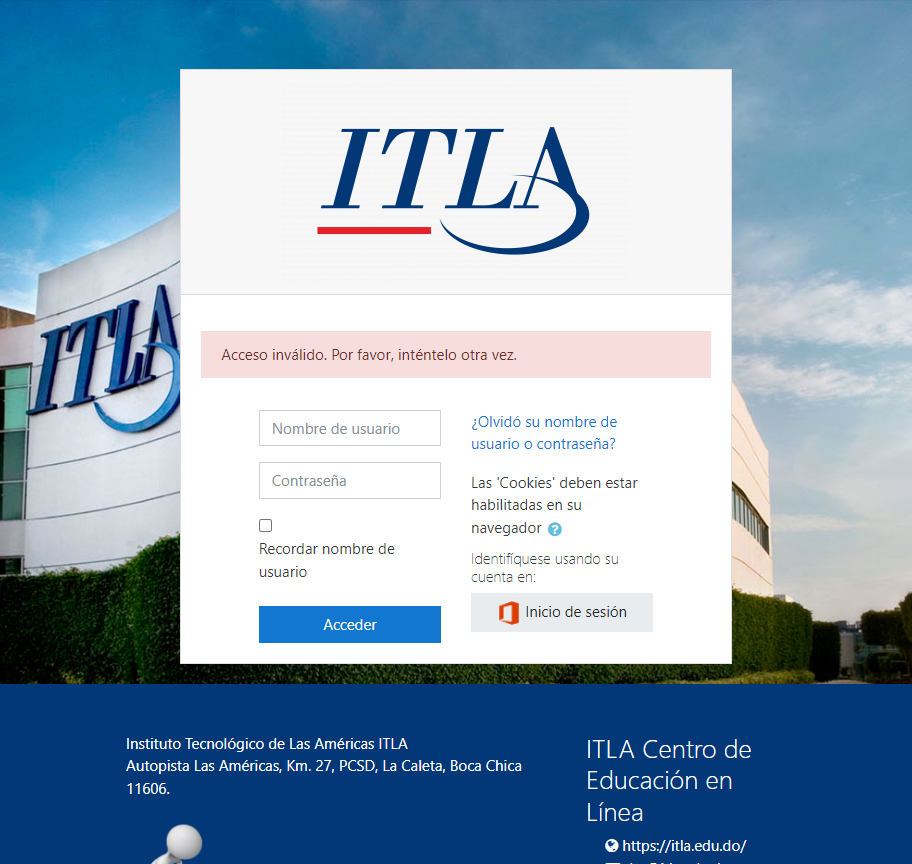 ITLA
ITLA
Acceso inválido. Por favor, inténtelo otra vez.
Nombre de usuario
Contraseña
Recordar nombre de
usuario
Acceder
¿Olvidó su nombre de
usuario o contraseña?
Las 'Cookies' deben estar
habilitadas en su
navegador ?
Identifíquese usando su
cuenta en:
Inicio de sesión
Instituto Tecnológico de Las Américas ITLA
Autopista Las Américas, Km. 27, PCSD, La Caleta, Boca Chica
11606.
ITLA Centro de
Educación en
Línea
https://itla.edu.do/